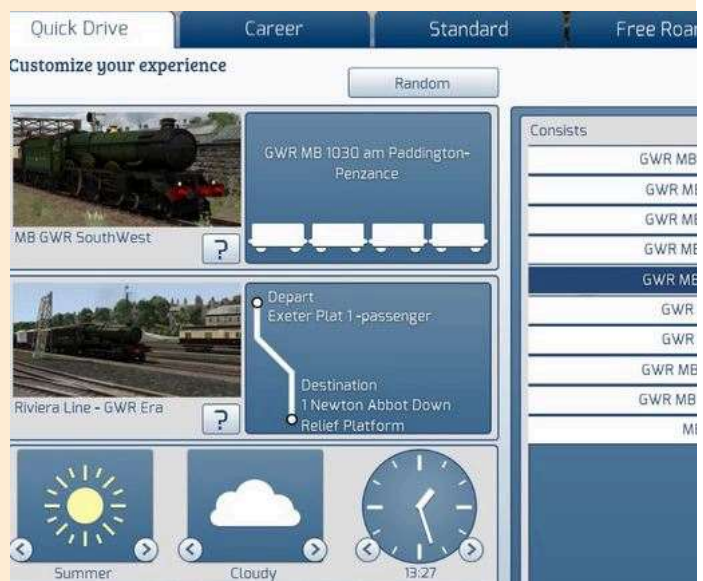 Quick Drive
Career
Standard
Free Roa
Customize your experience
Random
GWR MB 1030 am Paddington-
Penzance
MB GWR SouthWest
?
Depart
Exeter Plat 1 -passenger
Destination
1 Newton Abbot Down
Relief Platform
Riviera Line - GWR Era
?
Summer
Cloudy
13:27
Consists
GWR MB
GWR MB
GWR MB
GWR MB
GWR MB
GWR
GWR
GWR MB
GWR MB
MB